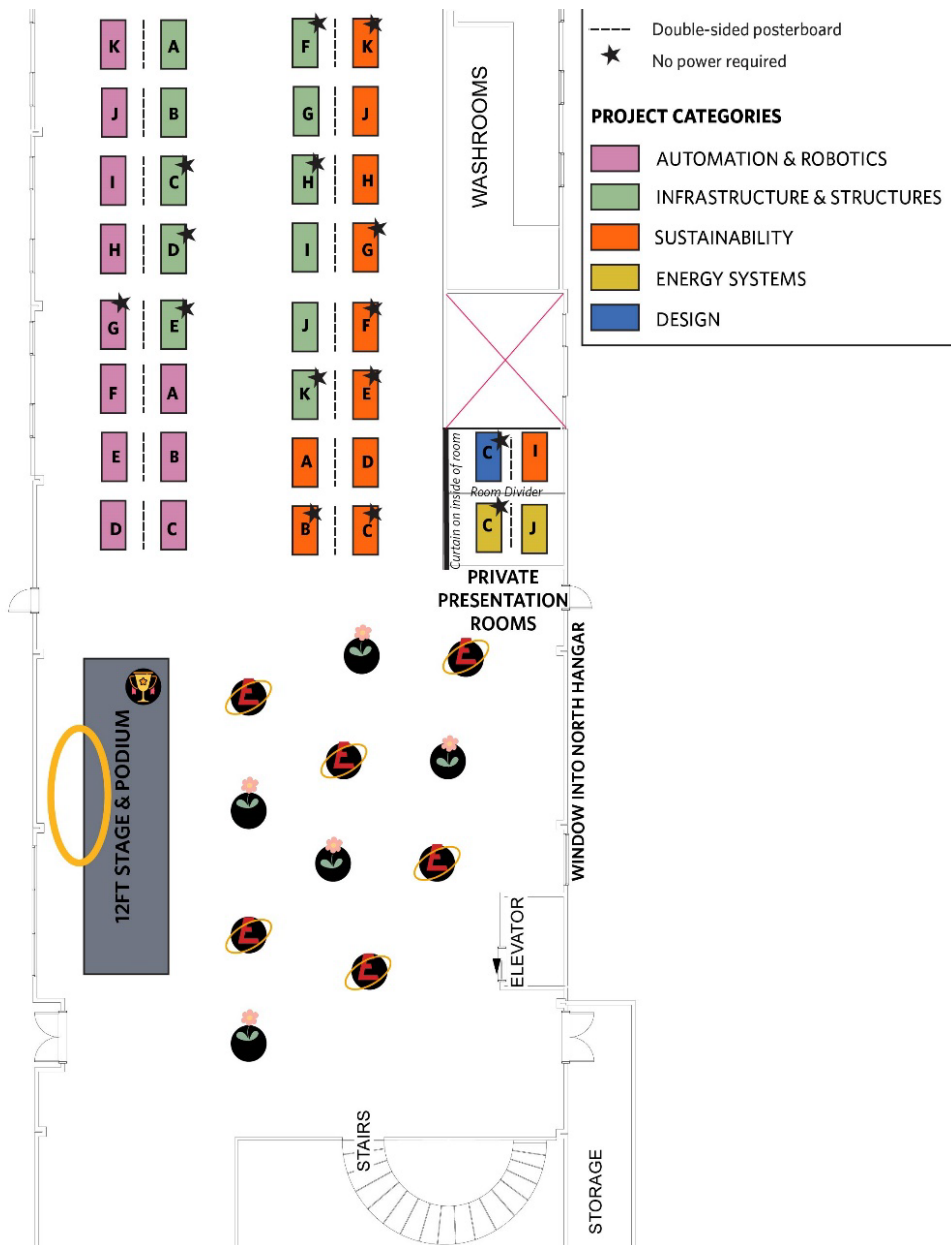 K A F K
J B G J
I C H H
H D I G
G E J F
F A K E
E B A D
D C B C
WASHROOMS
Double-sided posterboard
No power required
PROJECT CATEGORIES
AUTOMATION & ROBOTICS
INFRASTRUCTURE & STRUCTURES
SUSTAINABILITY
ENERGY SYSTEMS
DESIGN
Curtain on inside of room
C I
Room Divider
C J
PRIVATE
PRESENTATION
ROOMS
WINDOW INTO NORTH HANGAR
12FT STAGE & PODIUM
E
E
E
E
E
E
ELEVATOR
STAIRS
STORAGE